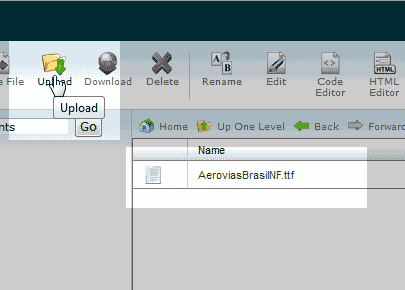 e File
Upload
Download
Delete
Rename
Edit
Code Editor
HTML Editor
Upload
nts
Go
Home
Up One Level
Back
Forward
Name
AeroviasBrasilNF.ttf